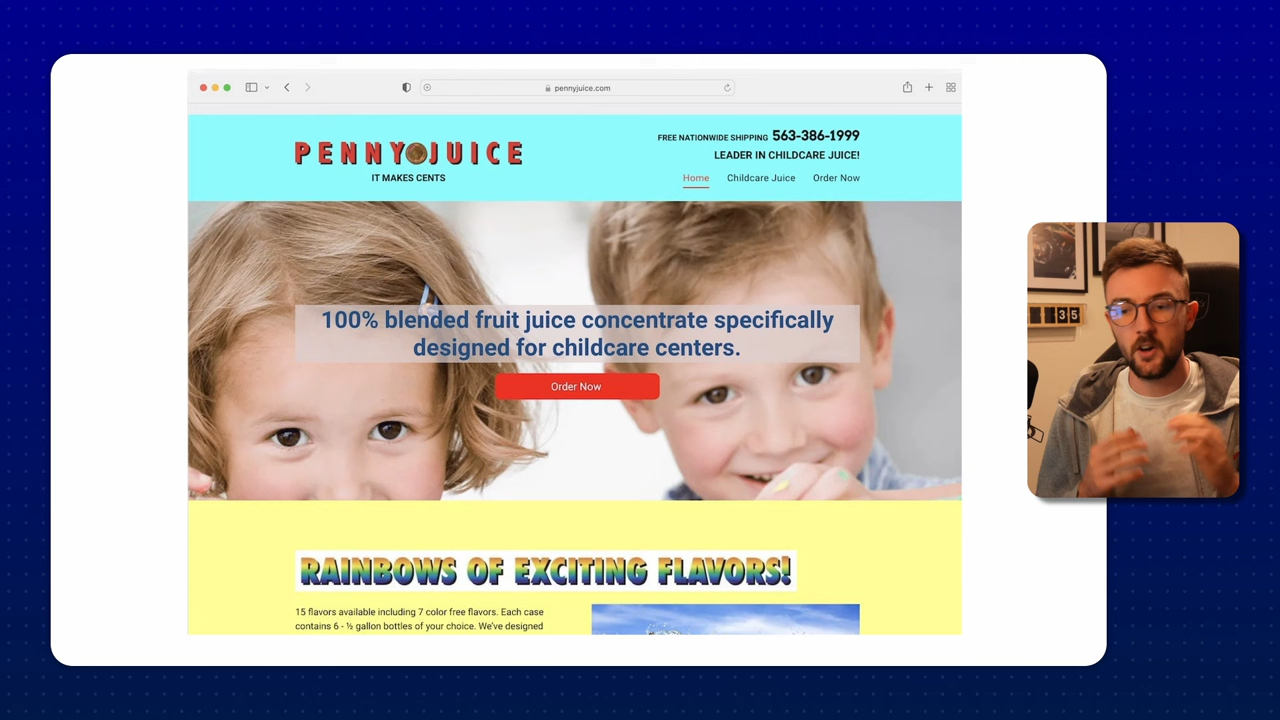 pennyjuice.com
PENNY JUICE
IT MAKES CENTS
FREE NATIONWIDE SHIPPING 563-386-1999
LEADER IN CHILDCARE JUICE!
Home Childcare Juice Order Now
100% blended fruit juice concentrate specifically
designed for childcare centers.
Order Now
RAINBOWS OF EXCITING FLAVORS!
15 flavors available including 7 color free flavors. Each case
contains 6 - ½ gallon bottles of your choice. We've designed
35